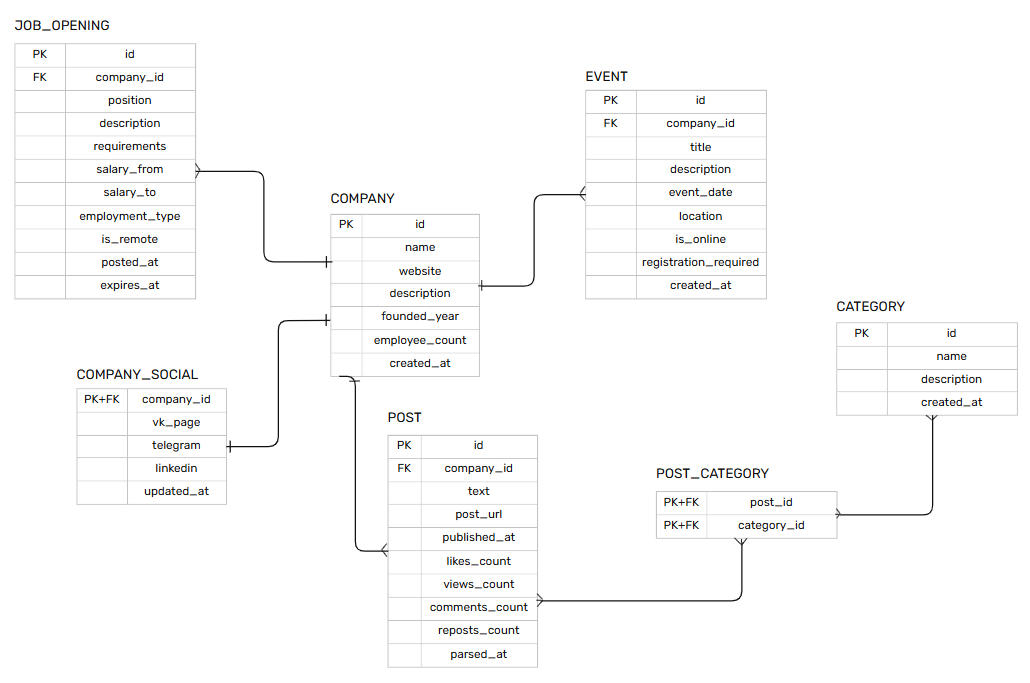 JOB_OPENING
PK id
FK company_id
position
description
requirements
salary_from
salary_to
employment_type
is_remote
posted_at
expires_at
EVENT
PK id
FK company_id
title
description
event_date
location
is_online
registration_required
created_at
COMPANY
PK id
name
website
description
founded_year
employee_count
created_at
CATEGORY
PK id
name
description
created_at
COMPANY_SOCIAL
PK+FK company_id
vk_page
telegram
linkedin
updated_at
POST
PK id
FK company_id
text
post_url
published_at
likes_count
views_count
comments_count
reposts_count
parsed_at
POST_CATEGORY
PK+FK post_id
PK+FK category_id